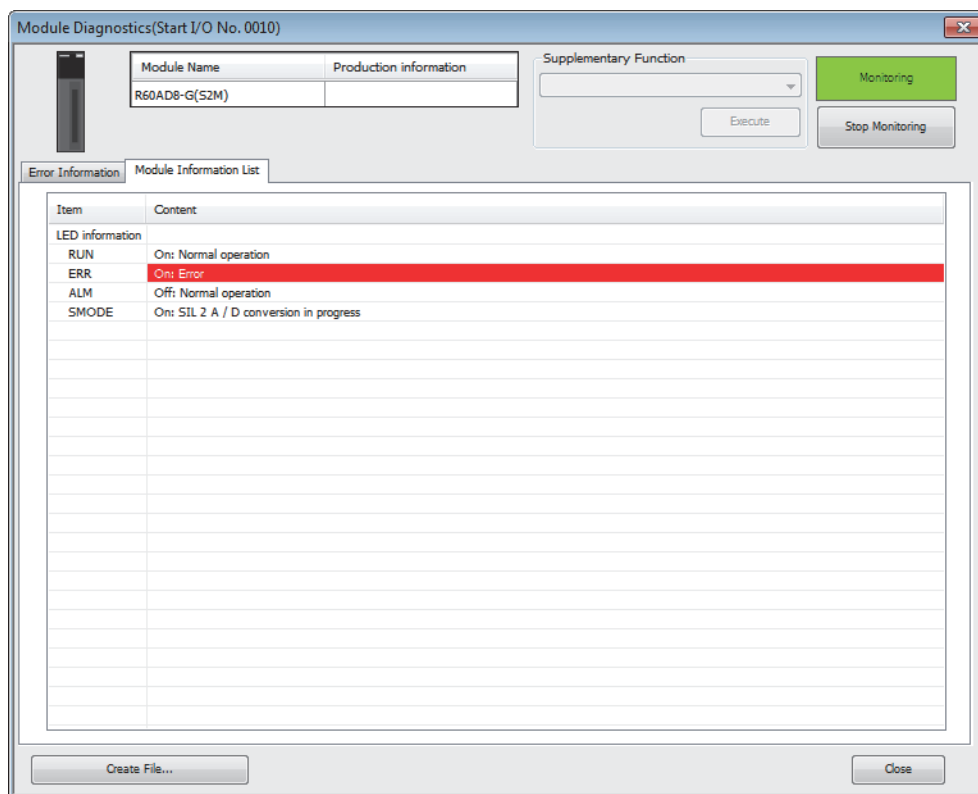 Module Diagnostics(Start I/O No. 0010)
Module Name Production information
R60AD8-G(S2M)
Supplementary Function
Execute
Monitoring
Stop Monitoring
Error Information Module Information List
Item Content
LED information
RUN On: Normal operation
ERR On: Error
ALM Off: Normal operation
SMODE On: SIL 2 A / D conversion in progress
Create File... Close